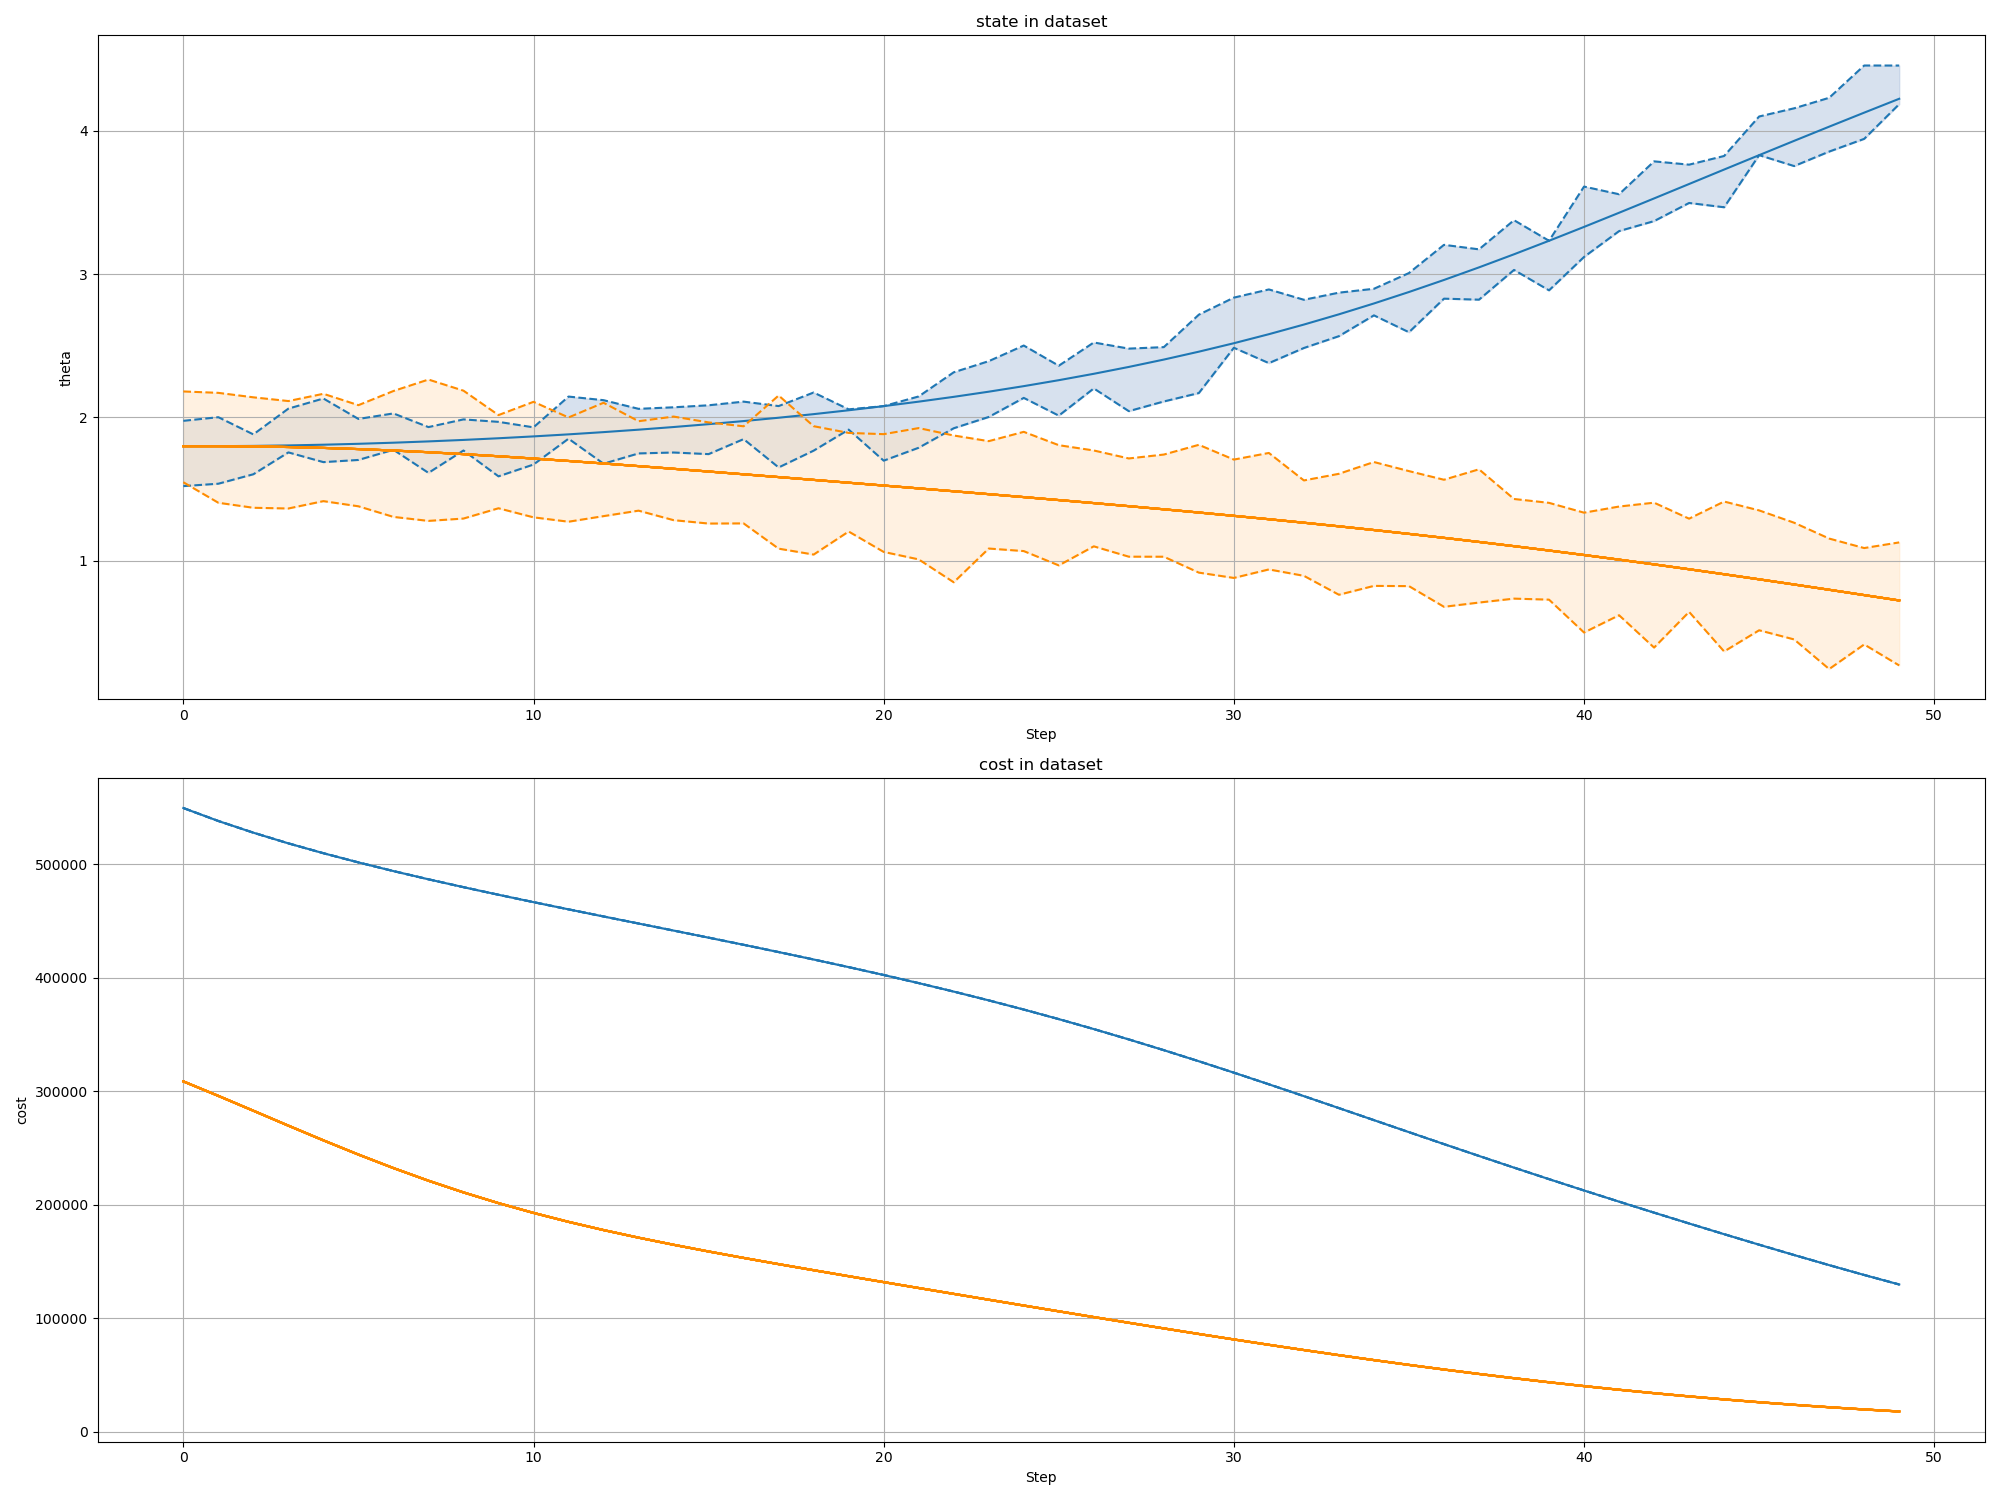 state in dataset
4
3
2
1
theta
0 10 20 30 40 50
Step
cost in dataset
500000
400000
300000
200000
100000
0
cost
0 10 20 30 40 50
Step